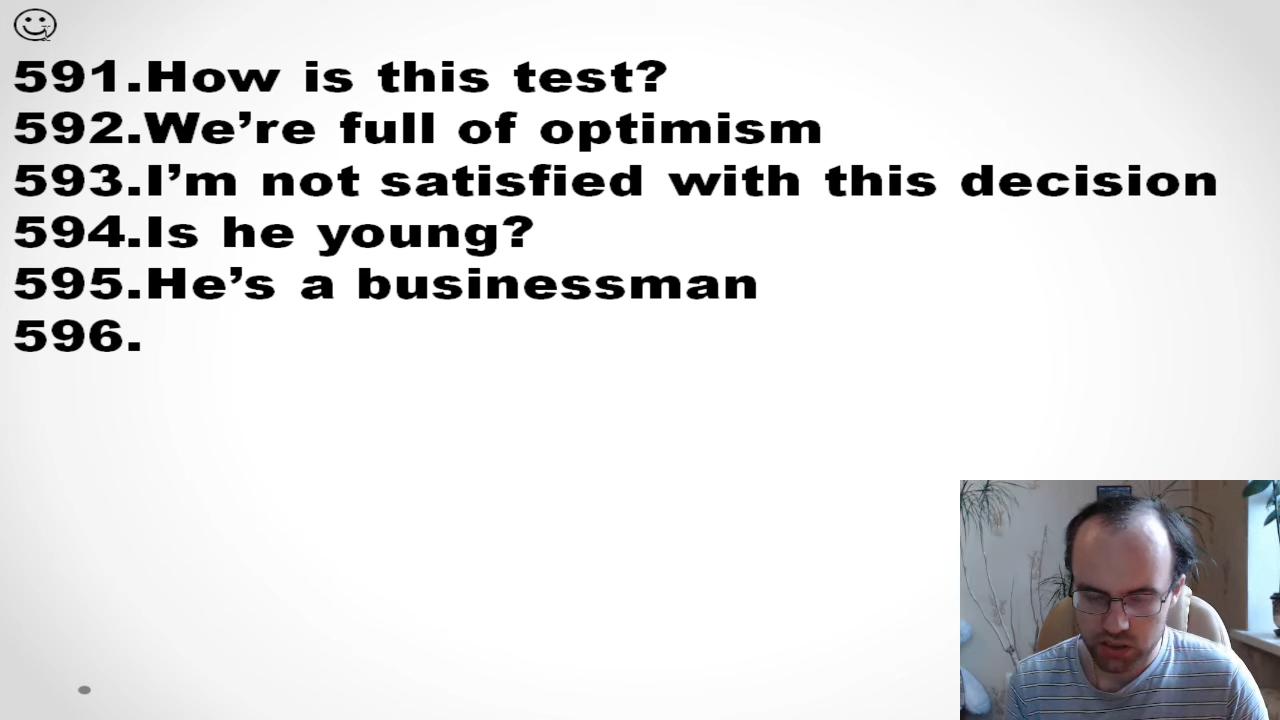 591.How is this test?
592.We’re full of optimism
593.I’m not satisfied with this decision
594.Is he young?
595.He’s a businessman
596.